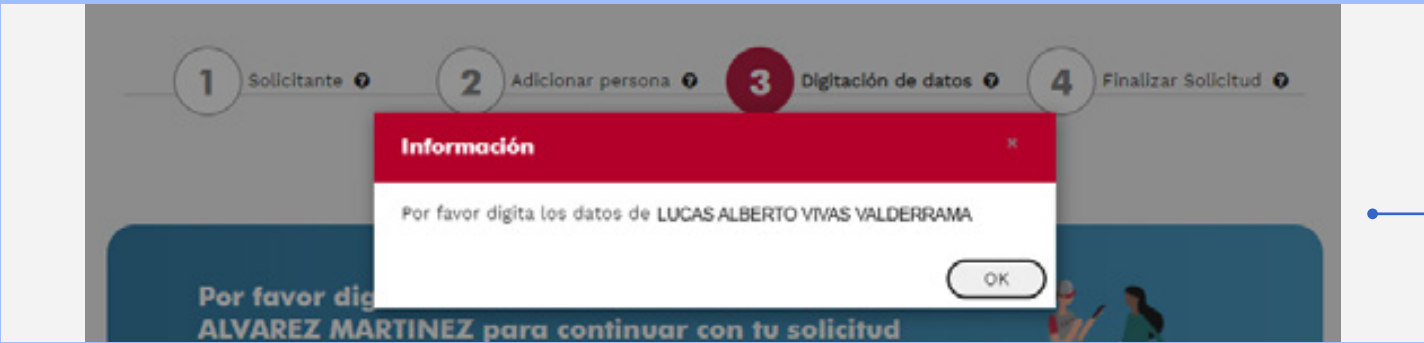 1 Solicitante ? 2 Adicionar persona ? 3 Digitación de datos ? 4 Finalizar Solicitud ?
Información ×
Por favor digita los datos de LUCAS ALBERTO VIVAS VALDERRAMA
OK
Por favor dig
ALVAREZ MARTINEZ para continuar con tu solicitud